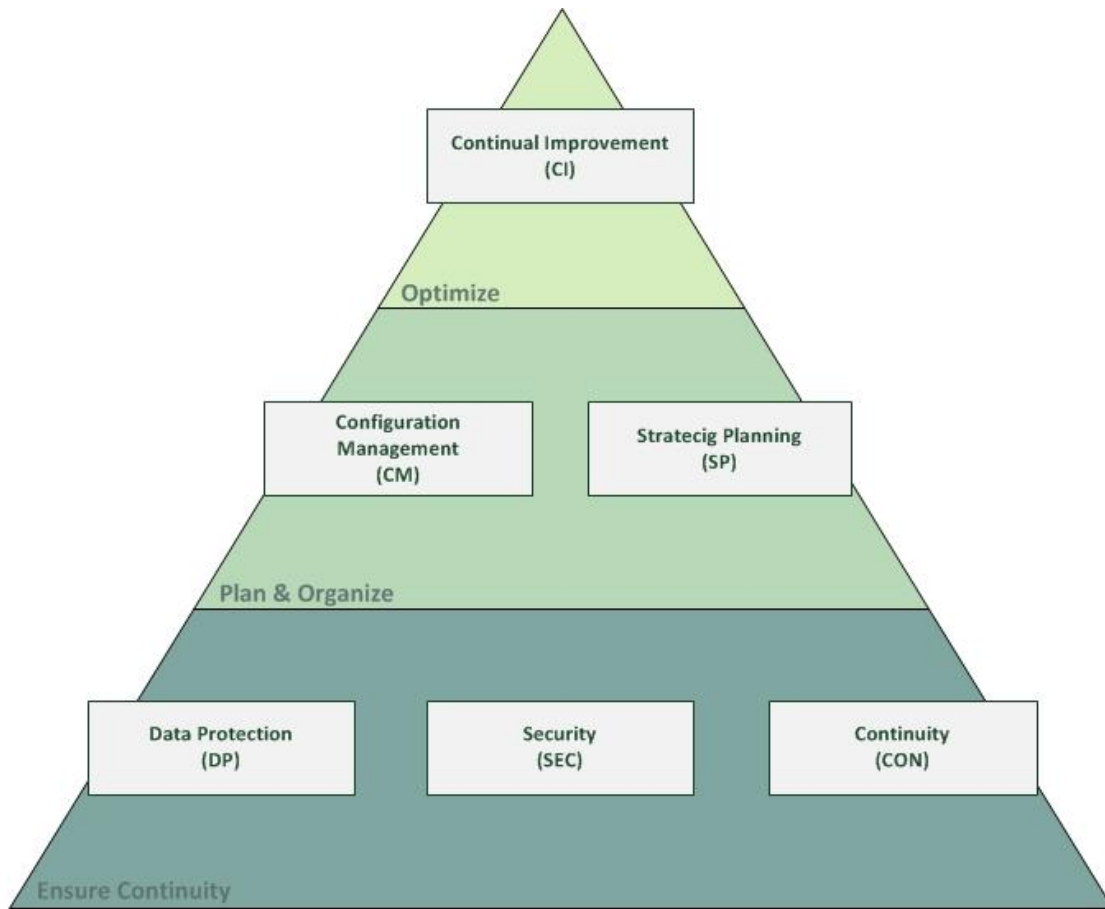 Continual Improvement
(CI)
Optimize
Configuration
Management
(CM)
Stratecig Planning
(SP)
Plan & Organize
Data Protection
(DP)
Security
(SEC)
Continuity
(CON)
Ensure Continuity